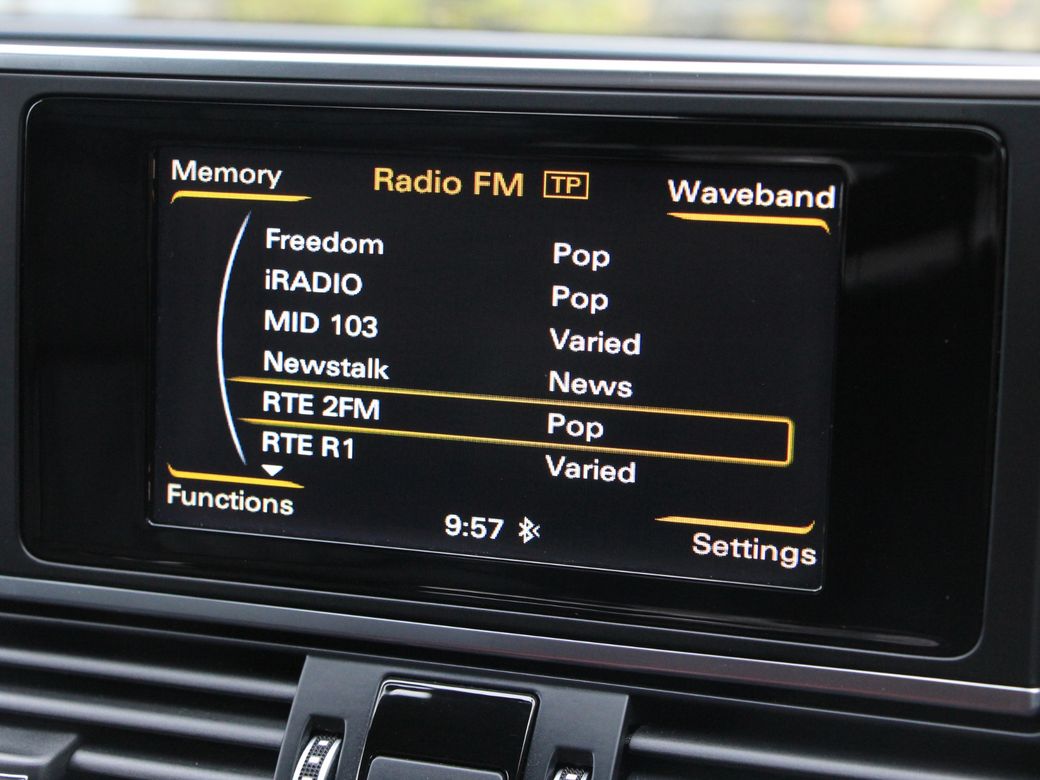 Memory Radio FM TP Waveband
Freedom Pop
iRADIO Pop
MID 103 Varied
Newstalk News
RTE 2FM Pop
RTE R1 Varied
Functions 9:57 Settings